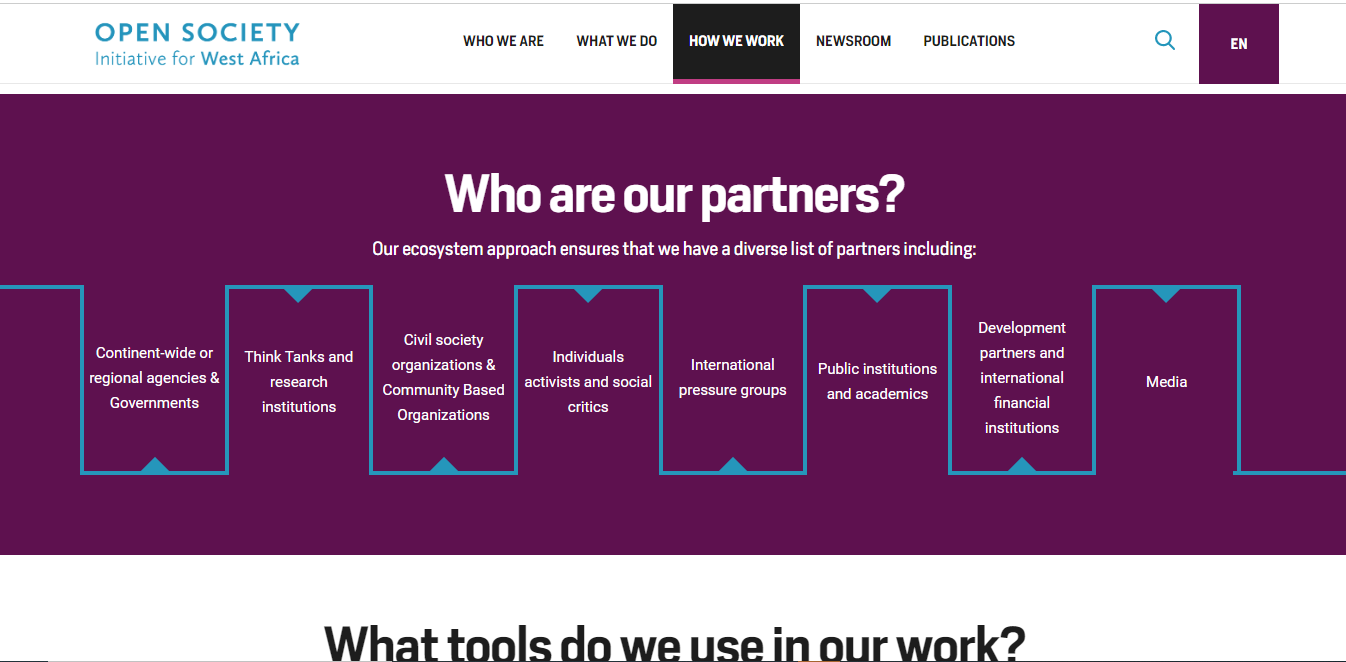 OPEN SOCIETY
Initiative for West Africa
WHO WE ARE
WHAT WE DO
HOW WE WORK
NEWSROOM
PUBLICATIONS
EN
Who are our partners?
Our ecosystem approach ensures that we have a diverse list of partners including:
Continent-wide or
regional agencies &
Governments
Think Tanks and
research
institutions
Civil society
organizations &
Community Based
Organizations
Individuals
activists and social
critics
International
pressure groups
Public institutions
and academics
Development
partners and
international
financial
institutions
Media
What tools do we use in our work?